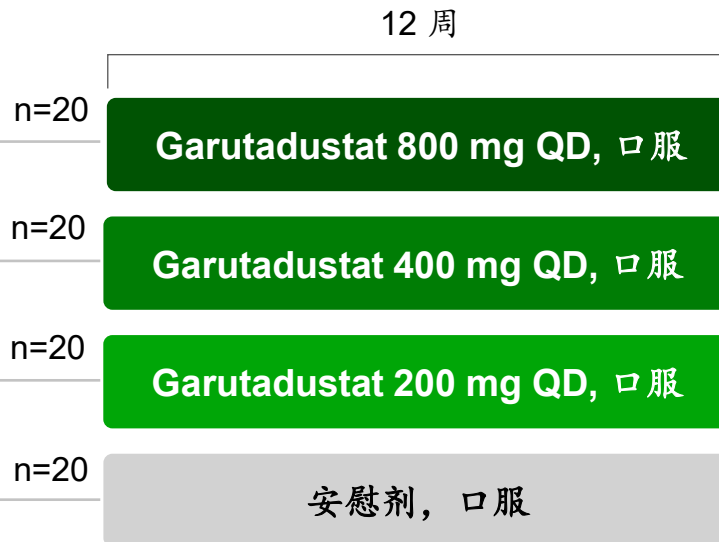 12 周
n=20
Garutadustat 800 mg QD, 口服
n=20
Garutadustat 400 mg QD, 口服
n=20
Garutadustat 200 mg QD, 口服
n=20
安慰剂，口服